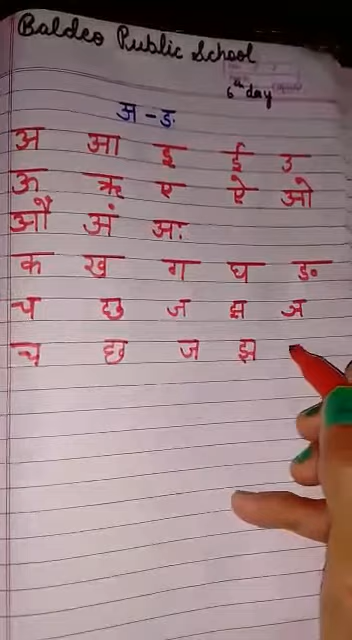 Baldeo Public School
6th day
अ - ङ
अ आ इ ई उ
ऊ ऋ ए ऐ ओ
औ अं अः
क ख ग घ ङ
च छ ज झ ञ
च छ ज झ